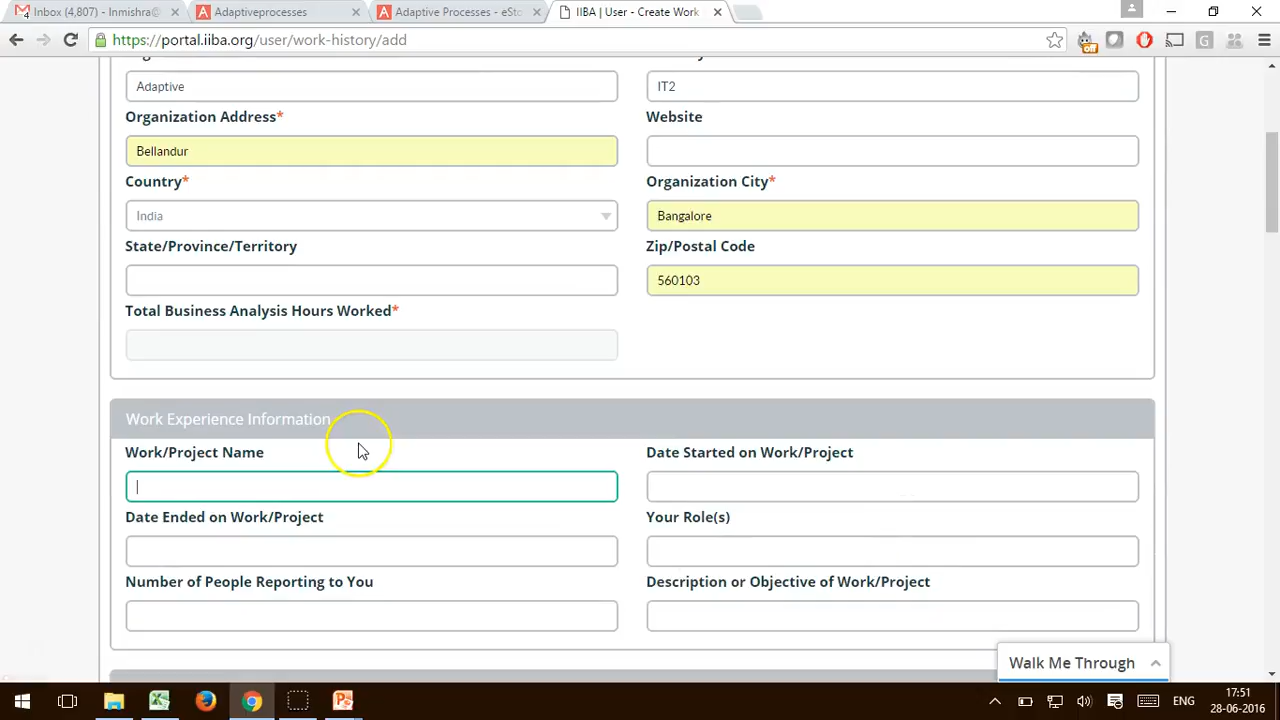 Inbox (4,807) - Inmishra@
Adaptiveprocesses
Adaptive Processes - eSto
IIBA | User - Create Work
https://portal.iiba.org/user/work-history/add
Adaptive
IT2
Organization Address*
Website
Bellandur
Country*
Organization City*
India
Bangalore
State/Province/Territory
Zip/Postal Code
560103
Total Business Analysis Hours Worked*
Work Experience Information
Work/Project Name
Date Started on Work/Project
Date Ended on Work/Project
Your Role(s)
Number of People Reporting to You
Description or Objective of Work/Project
Walk Me Through
ENG
17:51
28-06-2016